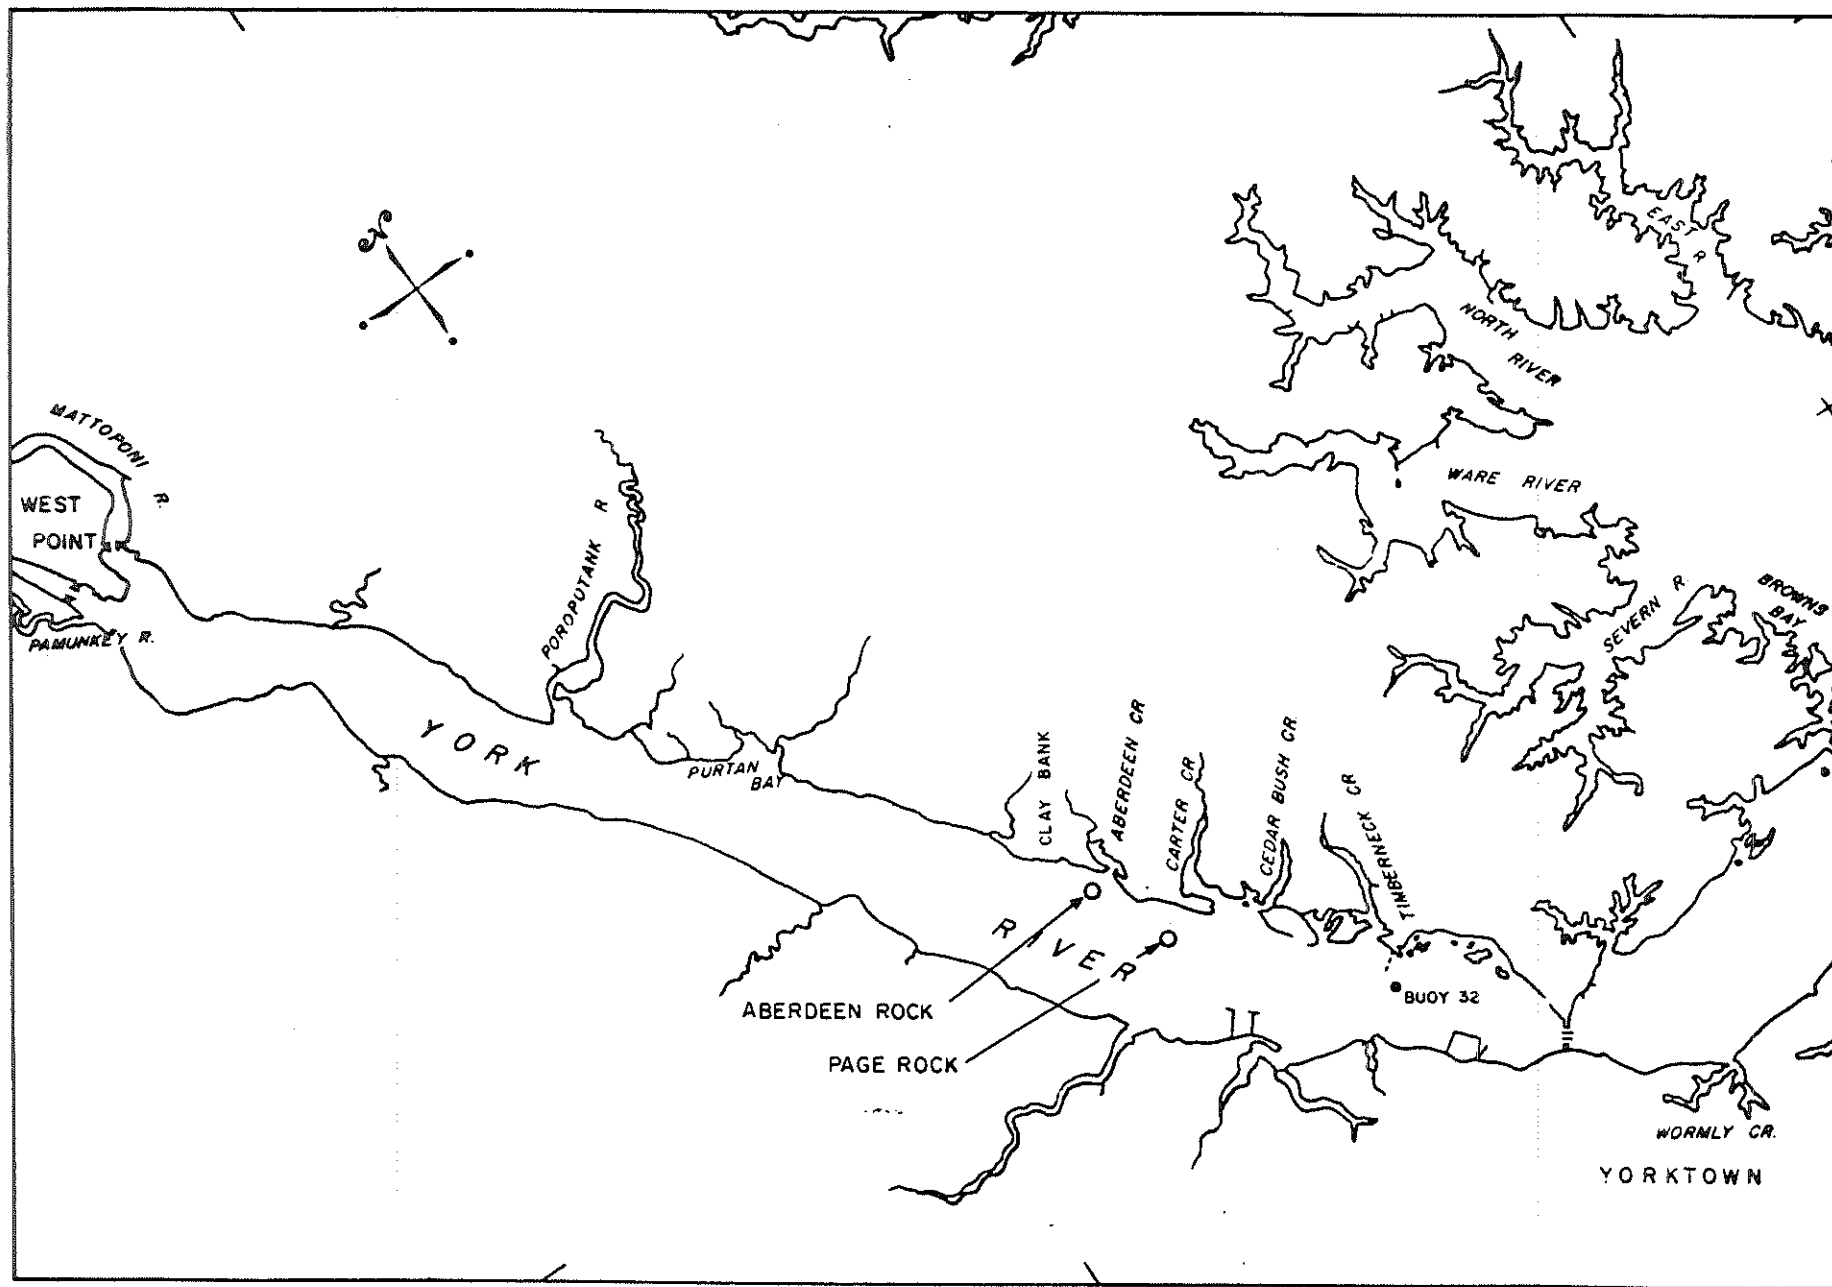 EAST R.
NORTH
RIVER
MATTOPONI R.
WEST
POINT
WARE RIVER
POROPUTANK R
SEVERN R.
BROWNS
BAY
PAMUNKEY R.
YORK
RIVER
PURTAN
BAY
CLAY BANK
ABERDEEN CR
CARTER CR
CEDAR BUSH CR.
TIMBERNECK CR
ABERDEEN ROCK
BUOY 32
PAGE ROCK
WORMLY CR.
YORKTOWN
N